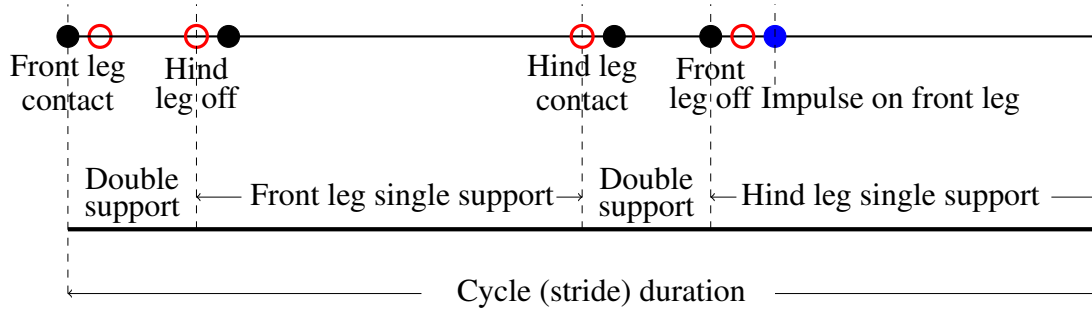 Front leg
contact
Hind
leg off
Hind leg
contact
Front
leg off
Impulse on front leg
Double
support
Front leg single support
Double
support
Hind leg single support
Cycle (stride) duration